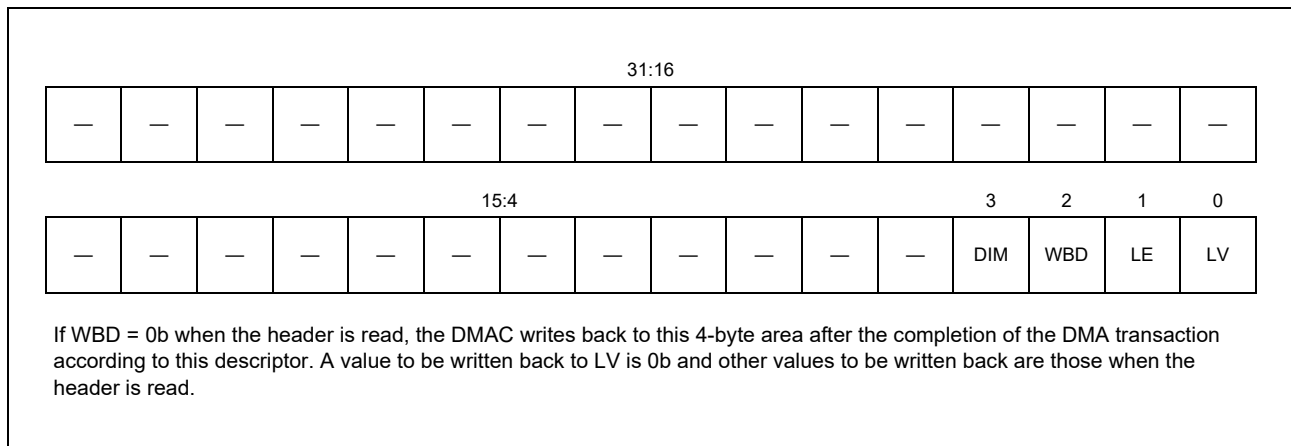 31:16
— — — — — — — — — — — — — — — —
15:4 3 2 1 0
— — — — — — — — — — — — DIM WBD LE LV
If WBD = 0b when the header is read, the DMAC writes back to this 4-byte area after the completion of the DMA transaction
according to this descriptor. A value to be written back to LV is 0b and other values to be written back are those when the
header is read.